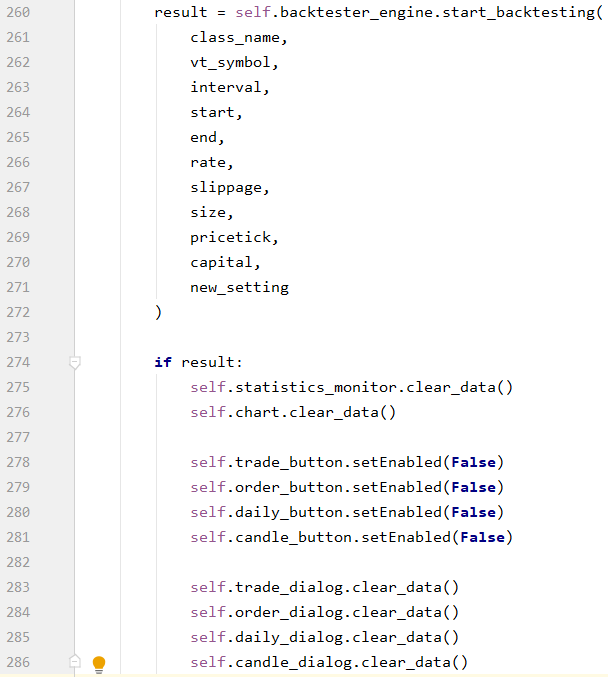 260 result = self.backtester_engine.start_backtesting(
261 class_name,
262 vt_symbol,
263 interval,
264 start,
265 end,
266 rate,
267 slippage,
268 size,
269 pricetick,
270 capital,
271 new_setting
272 )
273
274 if result:
275 self.statistics_monitor.clear_data()
276 self.chart.clear_data()
277
278 self.trade_button.setEnabled(False)
279 self.order_button.setEnabled(False)
280 self.daily_button.setEnabled(False)
281 self.candle_button.setEnabled(False)
282
283 self.trade_dialog.clear_data()
284 self.order_dialog.clear_data()
285 self.daily_dialog.clear_data()
286 self.candle_dialog.clear_data()